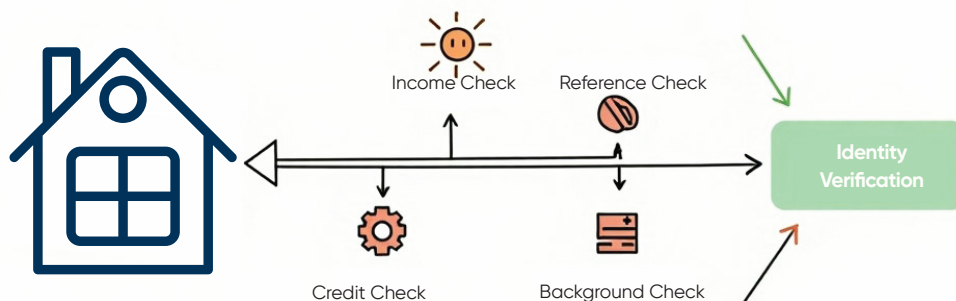 Income Check
Reference Check
Identity
Verification
Credit Check
Background Check